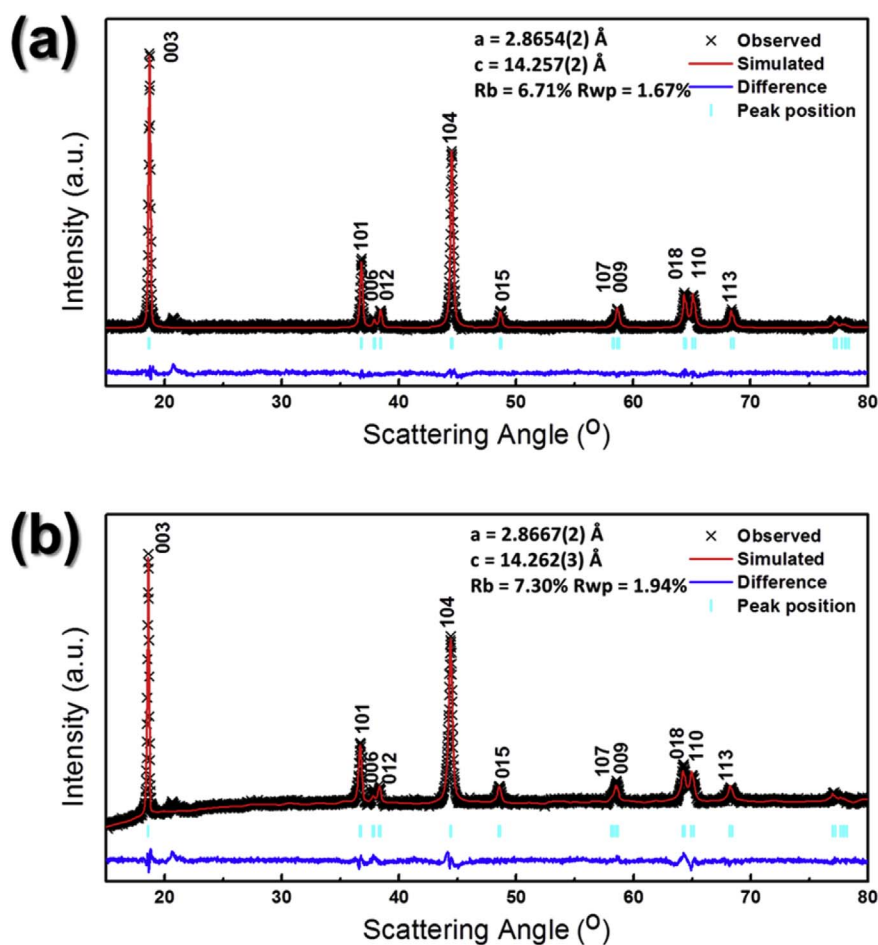 (a)
003
a = 2.8654(2) Å
c = 14.257(2) Å
Rb = 6.71% Rwp = 1.67%
Observed
Simulated
Difference
Peak position
104
101
006
012
015
107
009
018
110
113
Intensity (a.u.)
20 30 40 50 60 70 80
Scattering Angle (O)
(b)
003
a = 2.8667(2) Å
c = 14.262(3) Å
Rb = 7.30% Rwp = 1.94%
Observed
Simulated
Difference
Peak position
104
101
006
012
015
107
009
018
110
113
Intensity (a.u.)
20 30 40 50 60 70 80
Scattering Angle (O)